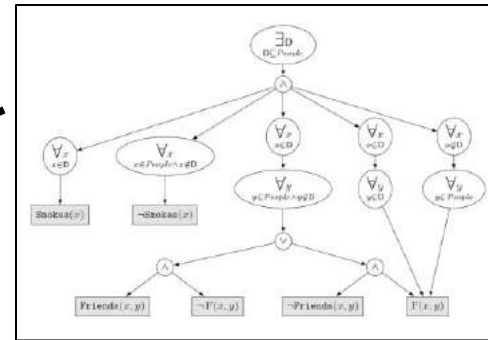 ∃D
D⊆People
∧
∀x
x∈D
∀x
x∈People∧x∉D
∀x
x∈D
∀x
x∈D
∀x
x∉D
∀y
y∈People∧y∉D
∀y
y∈D
∀y
y∈People
Smokes(x)
¬Smokes(x)
∨
∧
∧
Friends(x,y)
¬F(x,y)
¬Friends(x,y)
F(x,y)